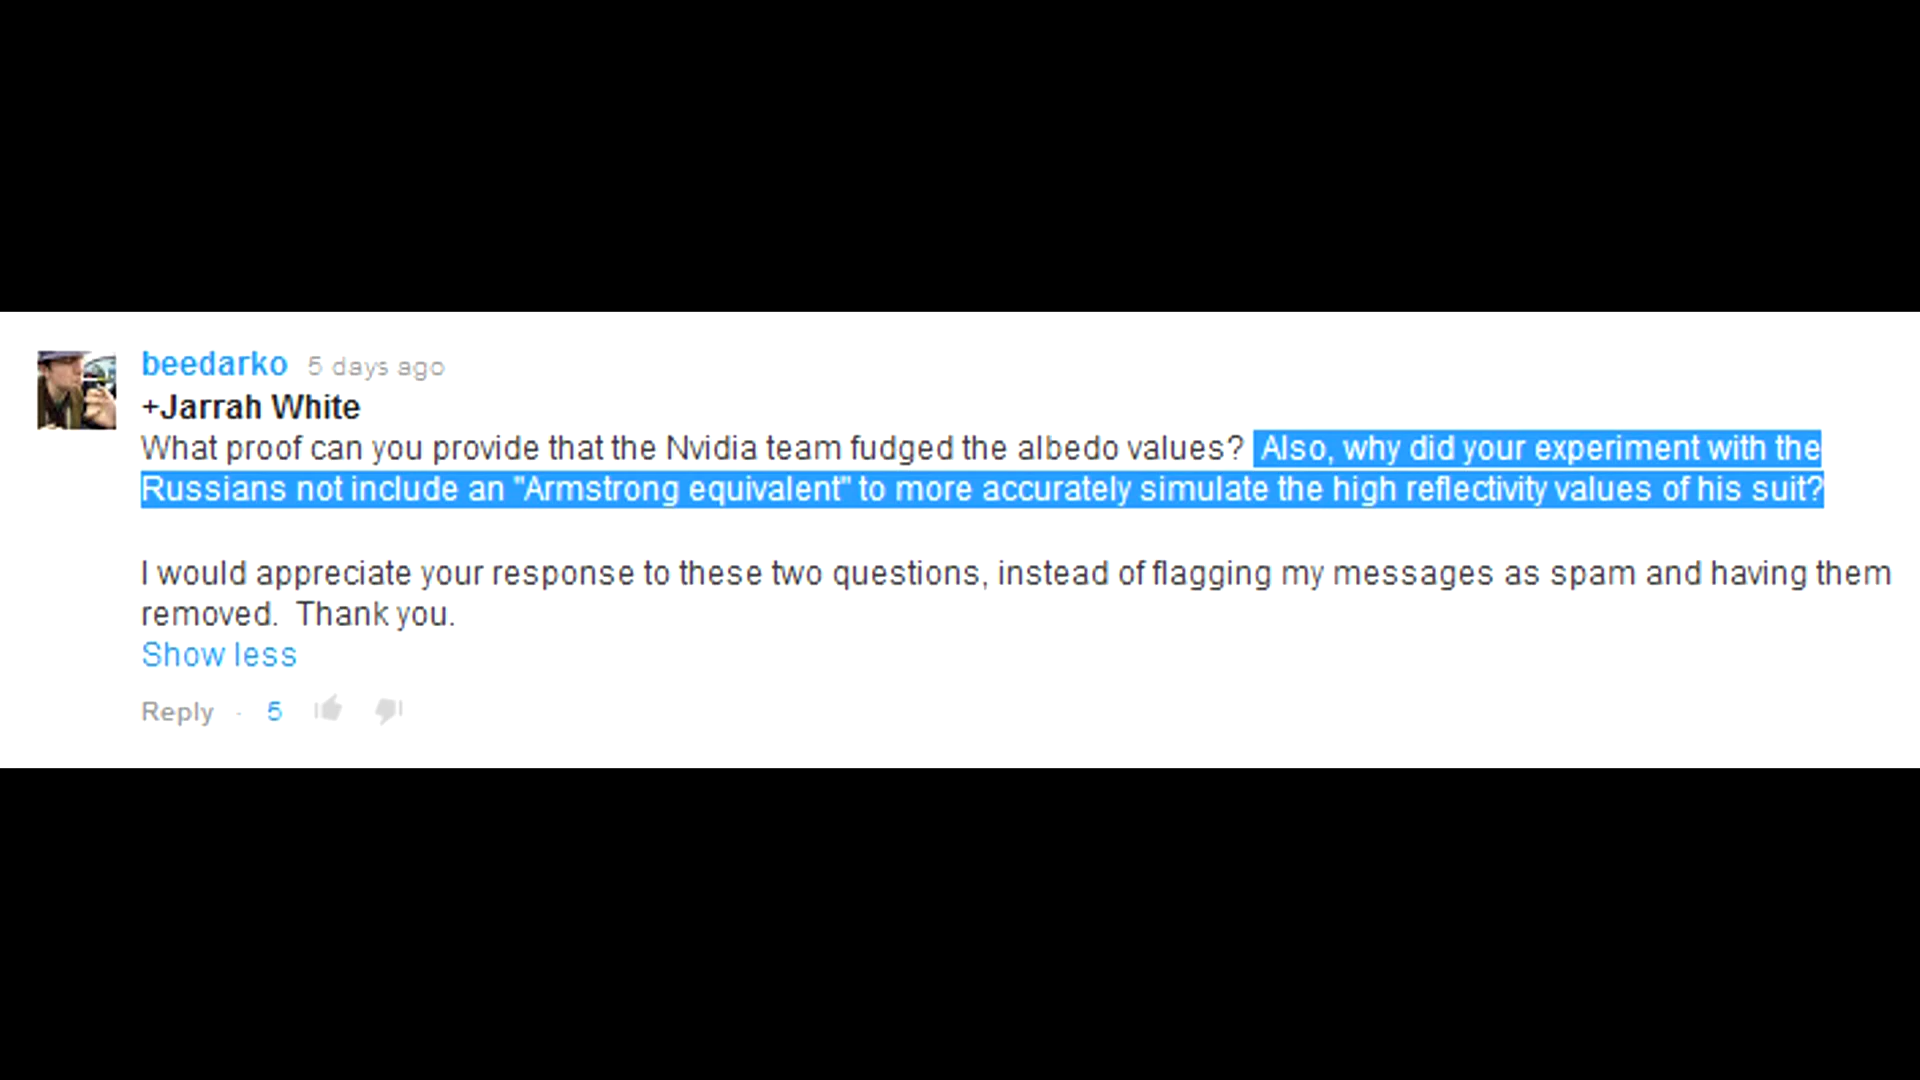 beedarko 5 days ago
+Jarrah White
What proof can you provide that the Nvidia team fudged the albedo values? Also, why did your experiment with the
Russians not include an "Armstrong equivalent" to more accurately simulate the high reflectivity values of his suit?
I would appreciate your response to these two questions, instead of flagging my messages as spam and having them
removed. Thank you.
Show less
Reply · 5